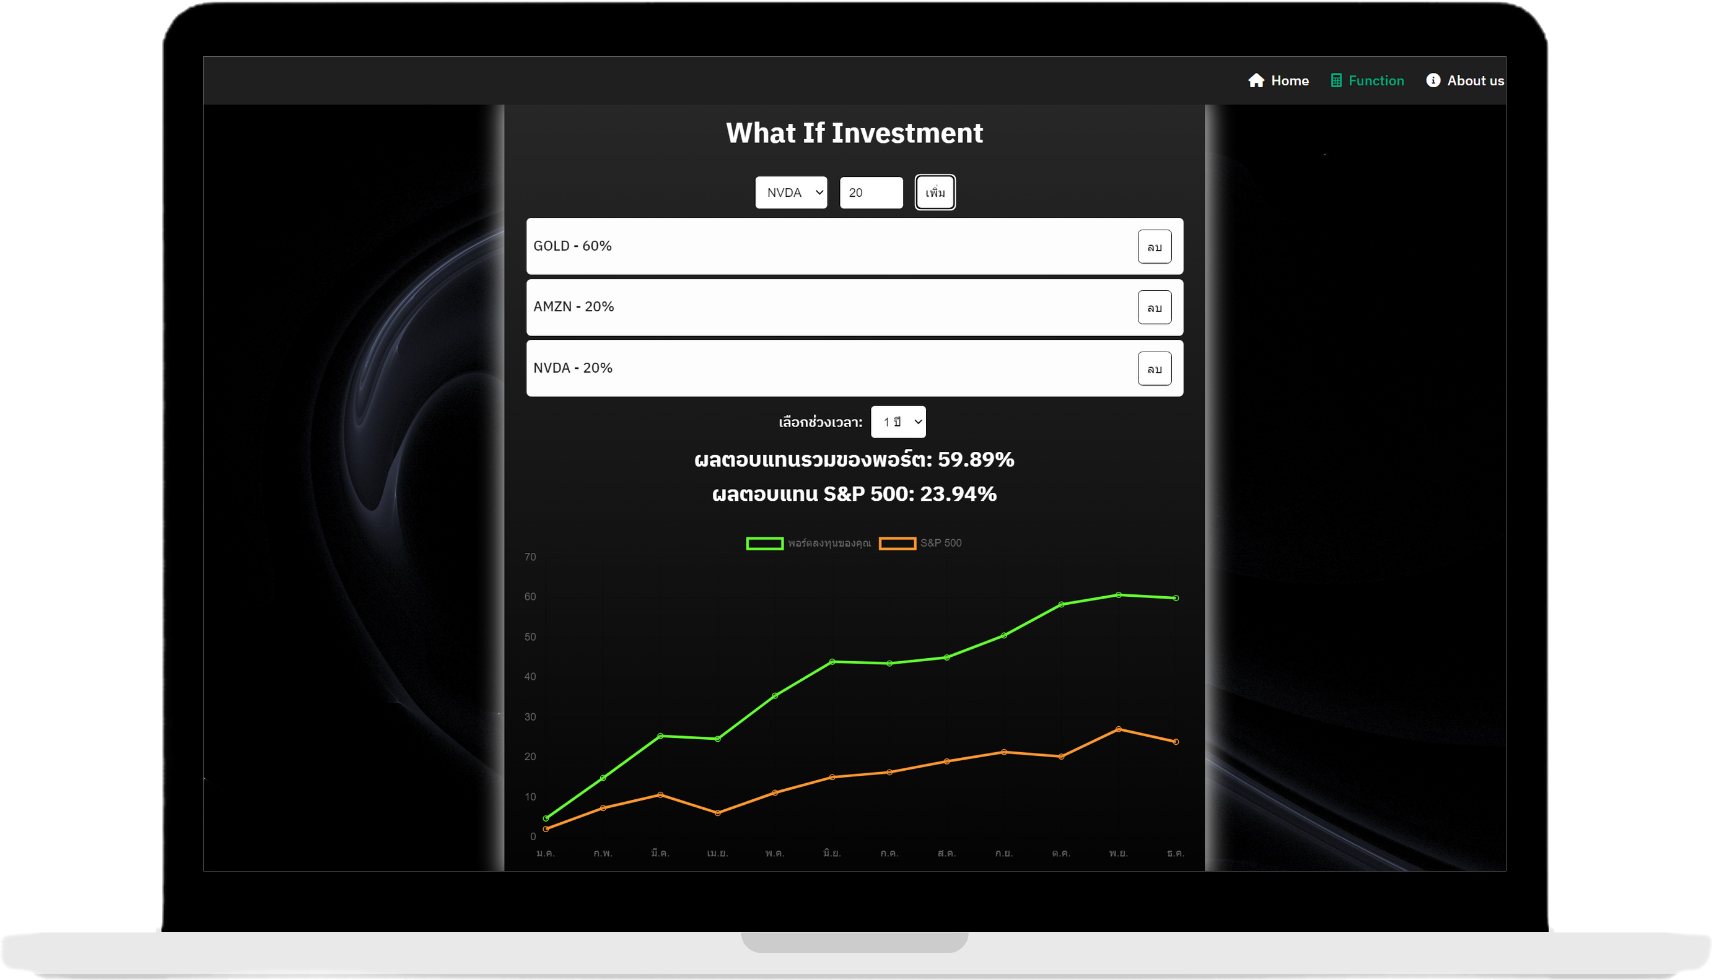 Home Function About us
What If Investment
NVDA 20 เพิ่ม
GOLD - 60% ลบ
AMZN - 20% ลบ
NVDA - 20% ลบ
เลือกช่วงเวลา: 1 ปี
ผลตอบแทนรวมของพอร์ต: 59.89%
ผลตอบแทน S&P 500: 23.94%
พอร์ตลงทุนของคุณ S&P 500
70
60
50
40
30
20
10
0
ม.ค. ก.พ. มี.ค. เม.ย. พ.ค. มิ.ย. ก.ค. ส.ค. ก.ย. ต.ค. พ.ย. ธ.ค.